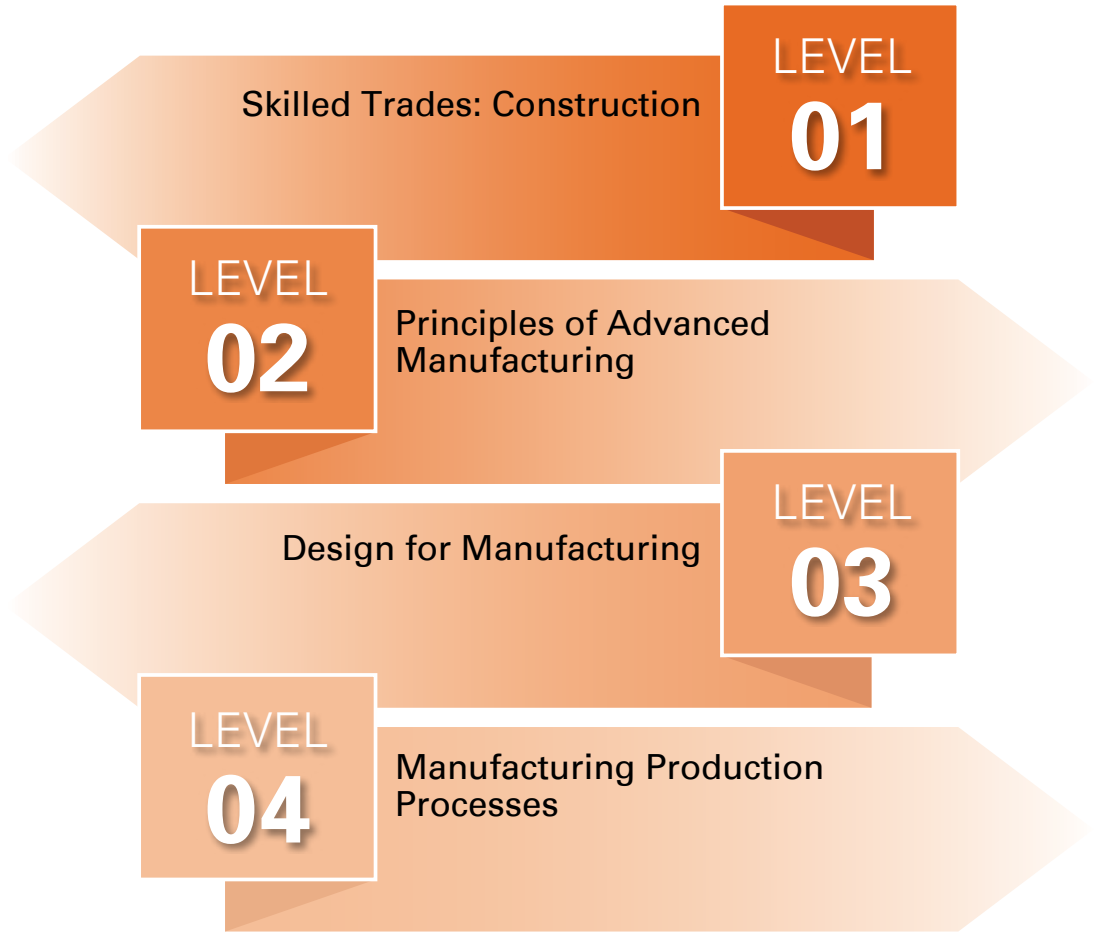 LEVEL
01
Skilled Trades: Construction
LEVEL
02
Principles of Advanced
Manufacturing
LEVEL
03
Design for Manufacturing
LEVEL
04
Manufacturing Production
Processes